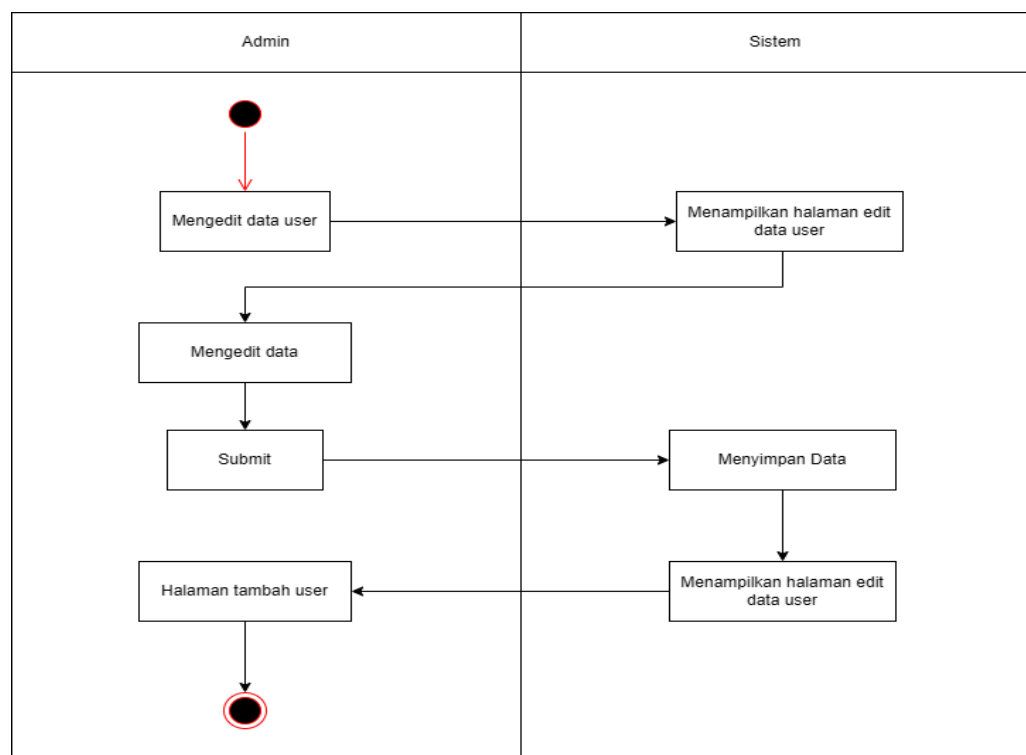 Admin
Sistem
Mengedit data user
Menampilkan halaman edit
data user
Mengedit data
Submit
Menyimpan Data
Halaman tambah user
Menampilkan halaman edit
data user